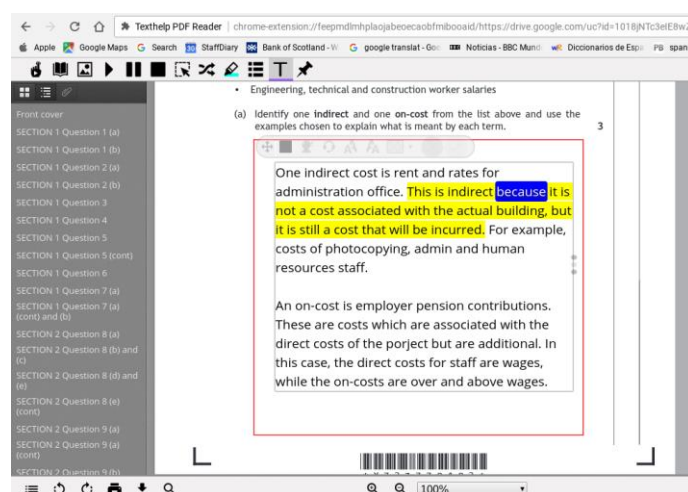 Texthelp PDF Reader | chrome-extension://feepmdlmhplaojabeoecaobfmibooaid/https://drive.google.com/uc?id=1018jNTc3eIE8w
Apple Google Maps G Search StaffDiary Bank of Scotland - W google translat - Goo Noticias - BBC Mund Diccionarios de Espa PB span
Front cover
SECTION 1 Question 1 (a)
SECTION 1 Question 1 (b)
SECTION 1 Question 2 (a)
SECTION 1 Question 2 (b)
SECTION 1 Question 3
SECTION 1 Question 4
SECTION 1 Question 5
SECTION 1 Question 5 (cont)
SECTION 1 Question 6
SECTION 1 Question 7 (a)
SECTION 1 Question 7 (a)
(cont) and (b)
SECTION 2 Question 8 (a)
SECTION 2 Question 8 (b) and
(c)
SECTION 2 Question 8 (d) and
(e)
SECTION 2 Question 8 (e)
(cont)
SECTION 2 Question 9 (a)
SECTION 2 Question 9 (a)
(cont)
SECTION 2 Question 9 (b)
• Engineering, technical and construction worker salaries
(a) Identify one indirect and one on-cost from the list above and use the
examples chosen to explain what is meant by each term. 3
One indirect cost is rent and rates for
administration office. This is indirect because it is
not a cost associated with the actual building, but
it is still a cost that will be incurred. For example,
costs of photocopying, admin and human
resources staff.
An on-cost is employer pension contributions.
These are costs which are associated with the
direct costs of the porject but are additional. In
this case, the direct costs for staff are wages,
while the on-costs are over and above wages.
100%